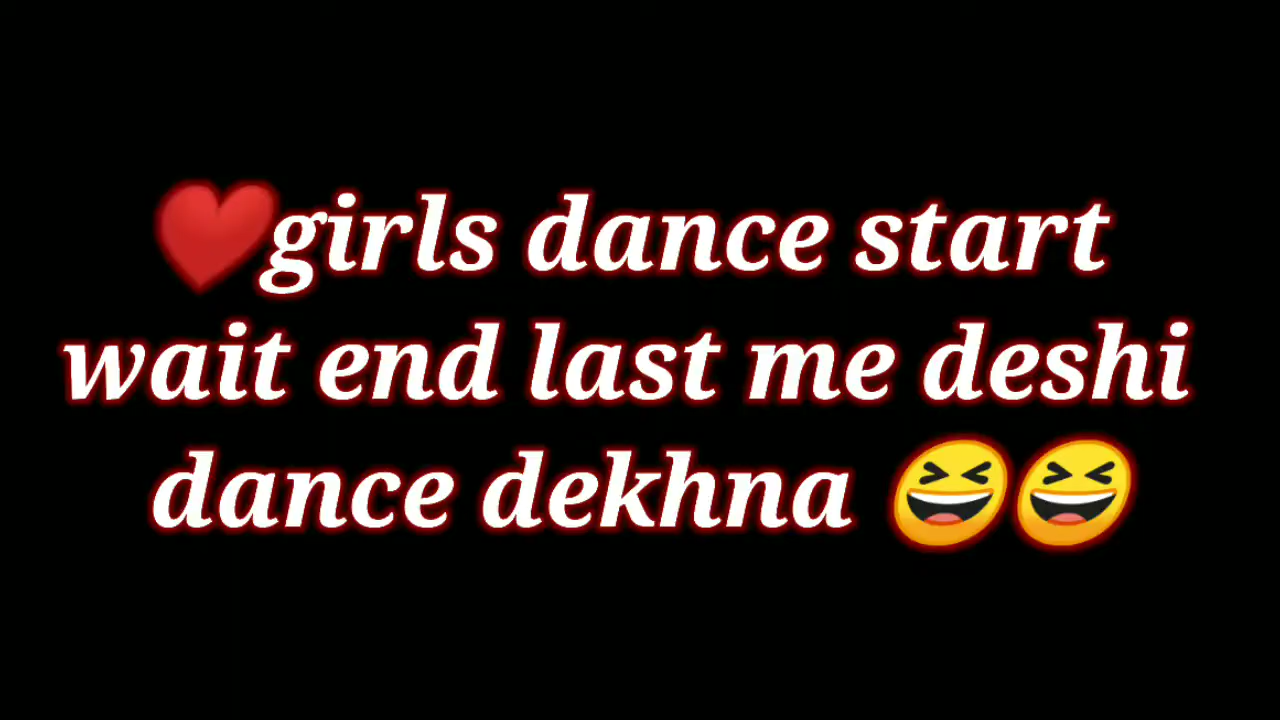 ❤️girls dance start
wait end last me deshi
dance dekhna 😆😆